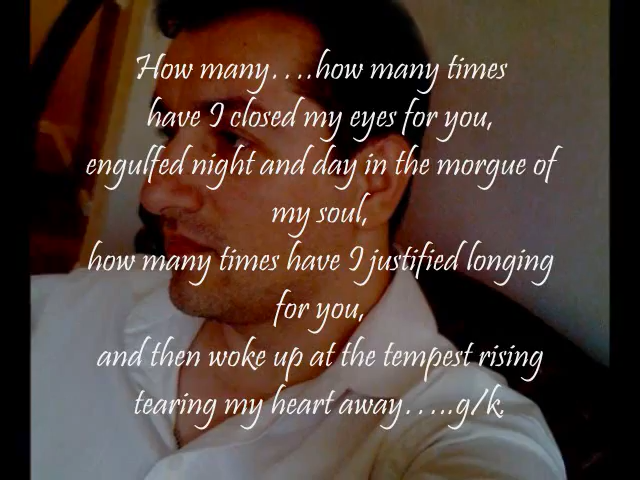 How many….how many times
have I closed my eyes for you,
engulfed night and day in the morgue of
my soul,
how many times have I justified longing
for you,
and then woke up at the tempest rising
tearing my heart away…..g/k.